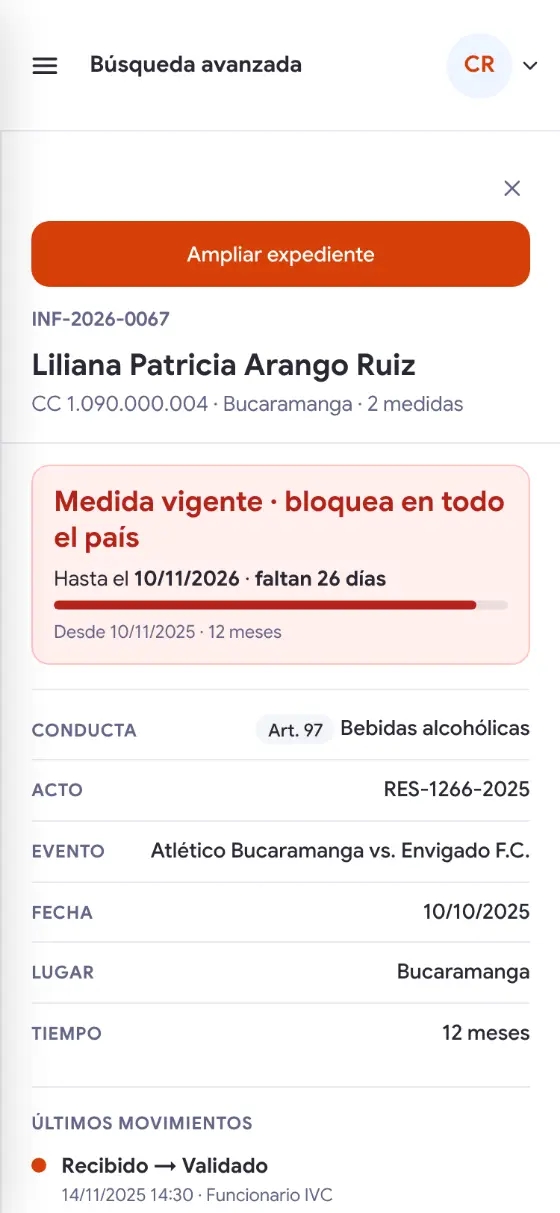 Búsqueda avanzada
CR
Ampliar expediente
INF-2026-0067
Liliana Patricia Arango Ruiz
CC 1.090.000.004 · Bucaramanga · 2 medidas
Medida vigente · bloquea en todo
el país
Hasta el 10/11/2026 · faltan 26 días
Desde 10/11/2025 · 12 meses
CONDUCTA Art. 97 Bebidas alcohólicas
ACTO RES-1266-2025
EVENTO Atlético Bucaramanga vs. Envigado F.C.
FECHA 10/10/2025
LUGAR Bucaramanga
TIEMPO 12 meses
ÚLTIMOS MOVIMIENTOS
Recibido → Validado
14/11/2025 14:30 · Funcionario IVC